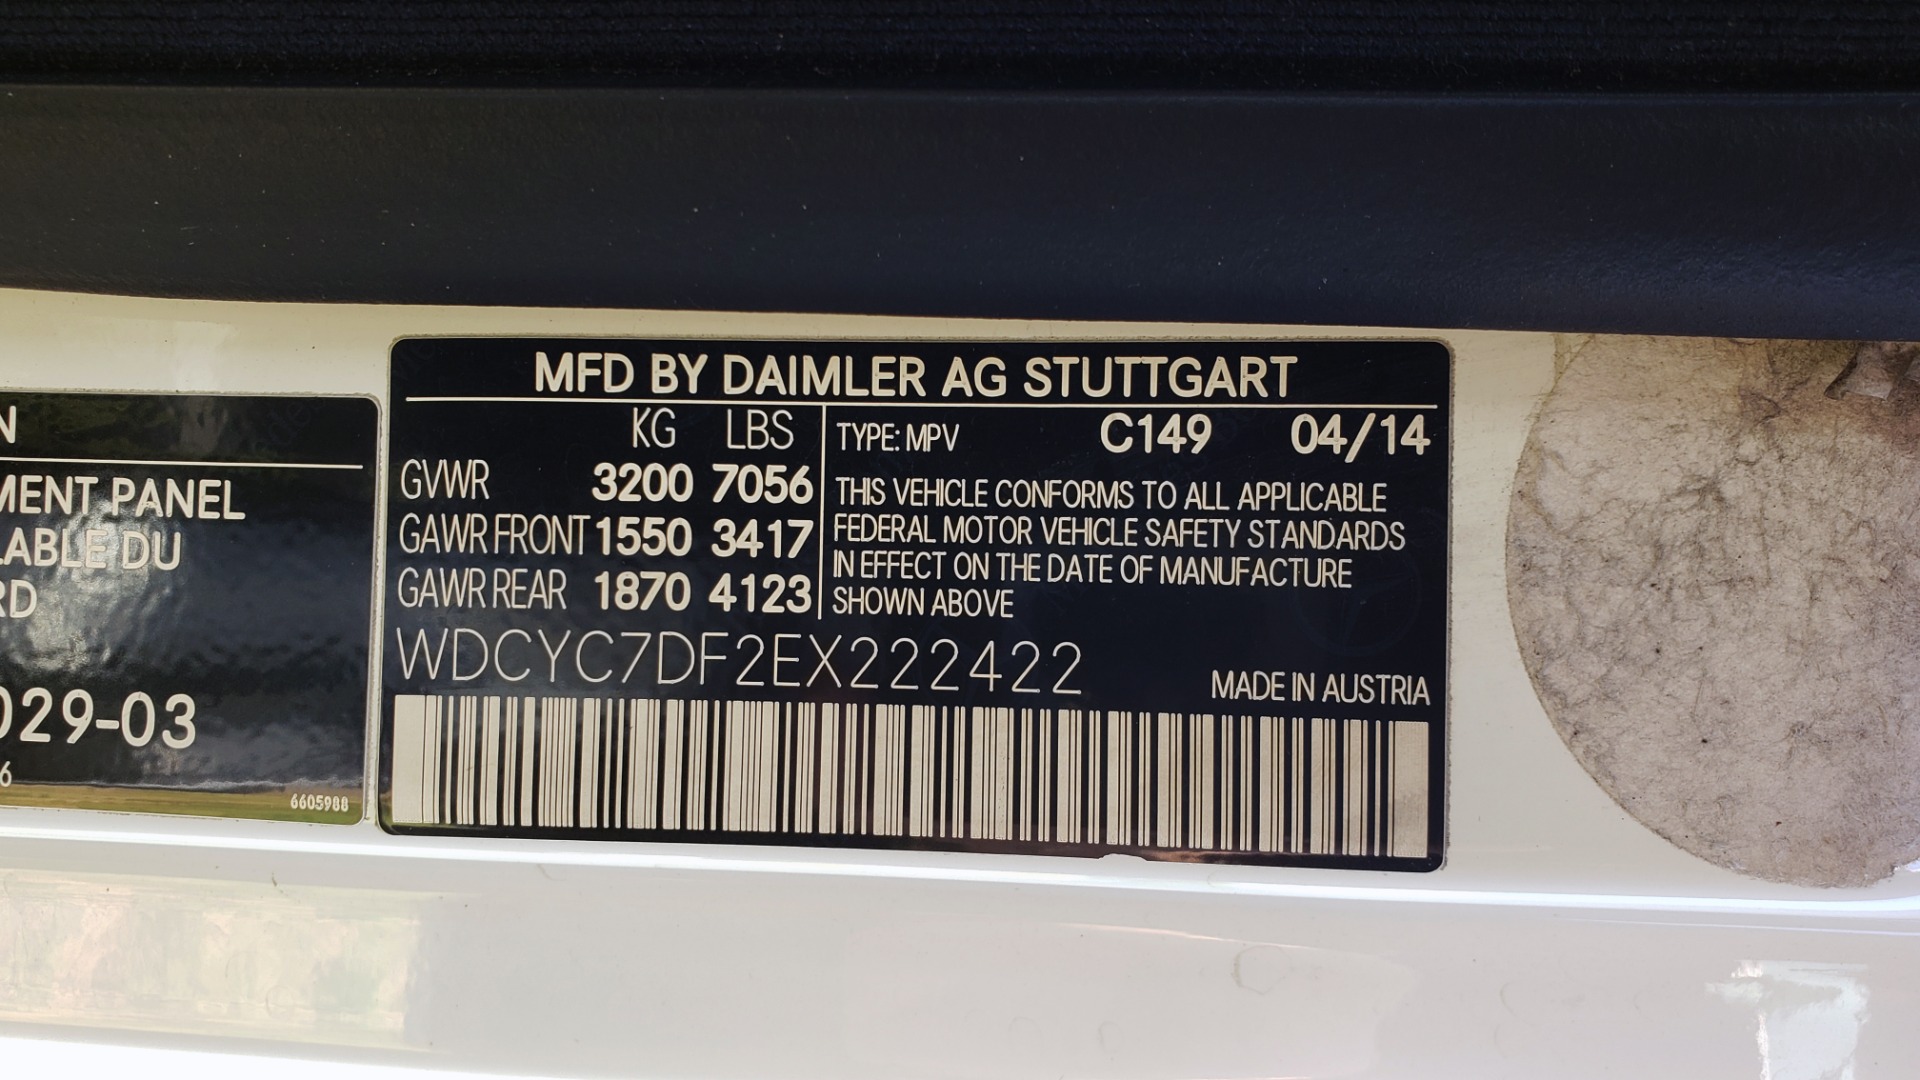 N
MENT PANEL
LABLE DU
RD
029-03
6
6605988
MFD BY DAIMLER AG STUTTGART
KG LBS
GVWR 3200 7056
GAWR FRONT 1550 3417
GAWR REAR 1870 4123
TYPE: MPV C149 04/14
THIS VEHICLE CONFORMS TO ALL APPLICABLE
FEDERAL MOTOR VEHICLE SAFETY STANDARDS
IN EFFECT ON THE DATE OF MANUFACTURE
SHOWN ABOVE
WDCYC7DF2EX222422
MADE IN AUSTRIA